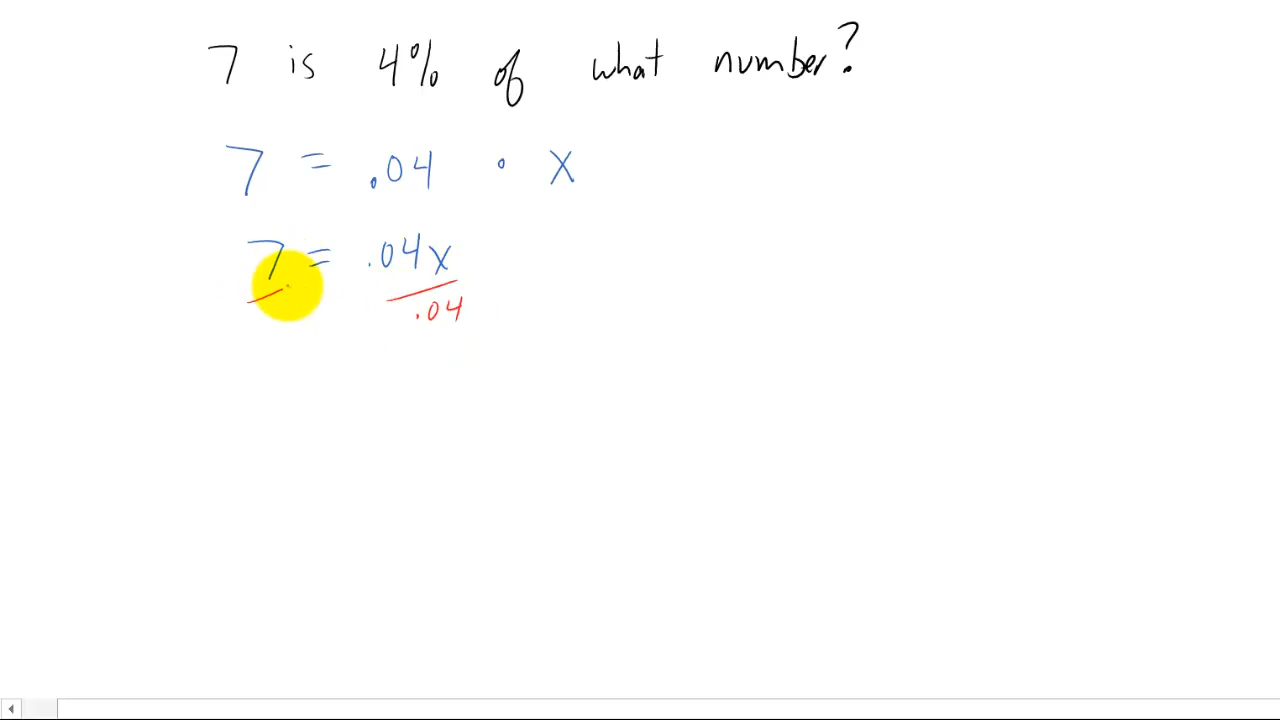 7 is 4% of what number?
7 = .04 · x
7 = .04x
.04